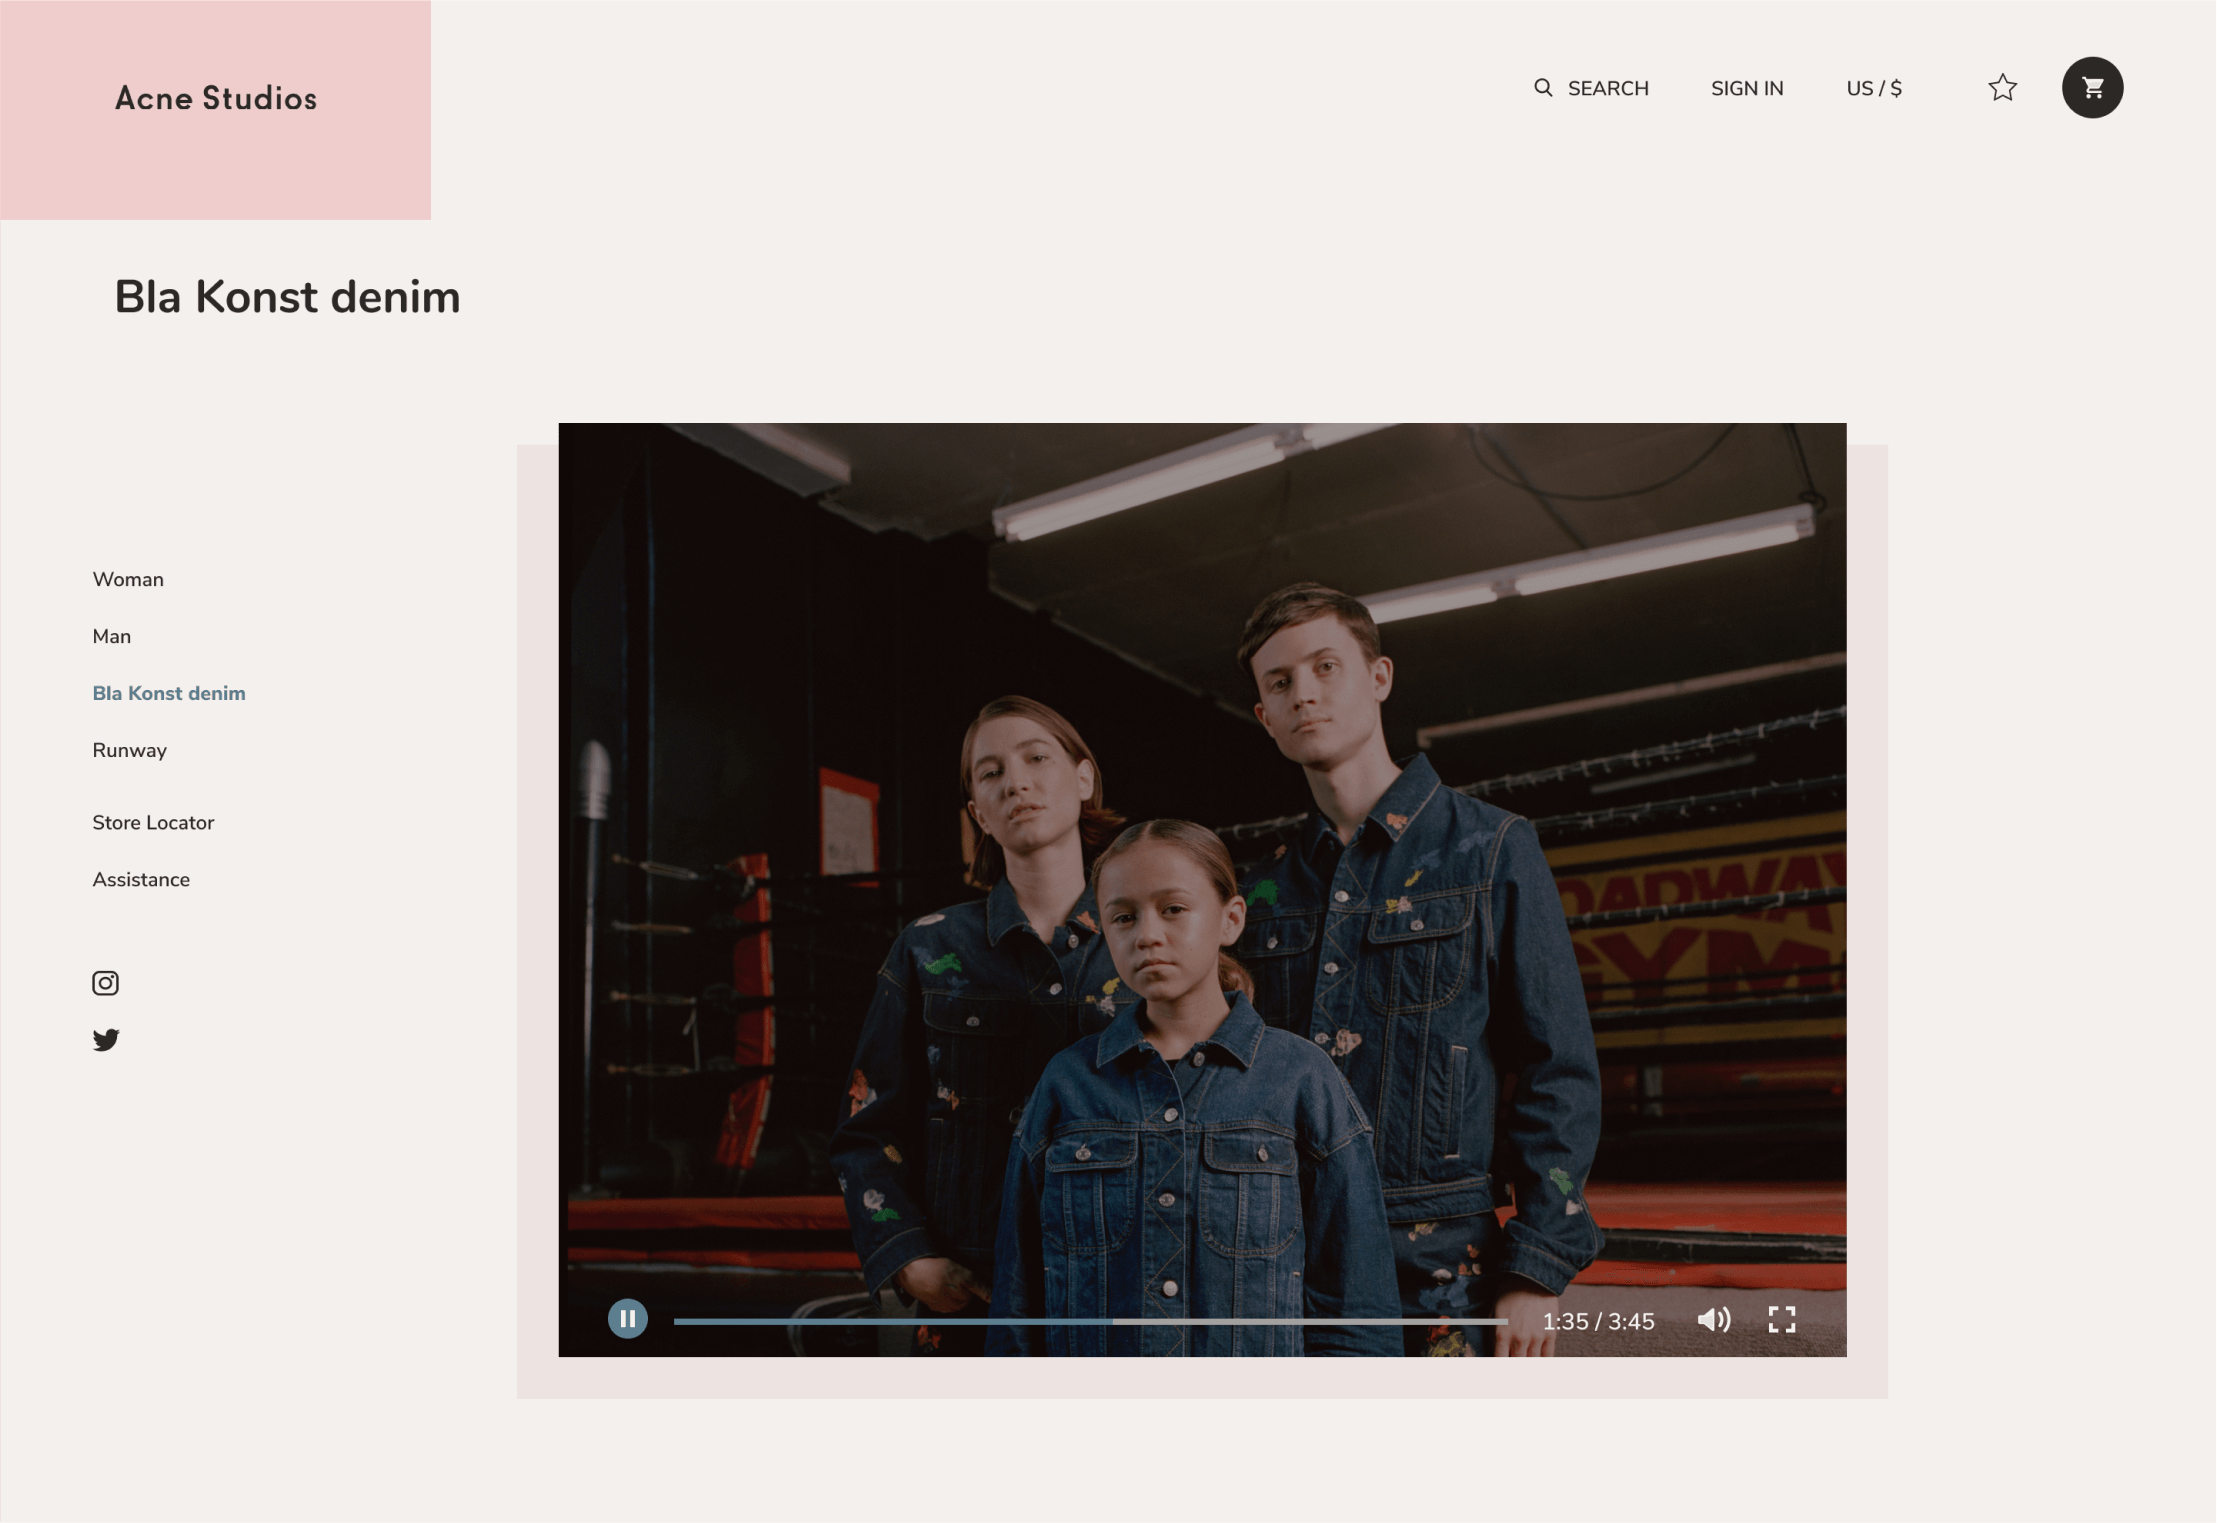 Acne Studios
SEARCH
SIGN IN
US / $
Bla Konst denim
Woman
Man
Bla Konst denim
Runway
Store Locator
Assistance
OADWA
GYM
1:35 / 3:45